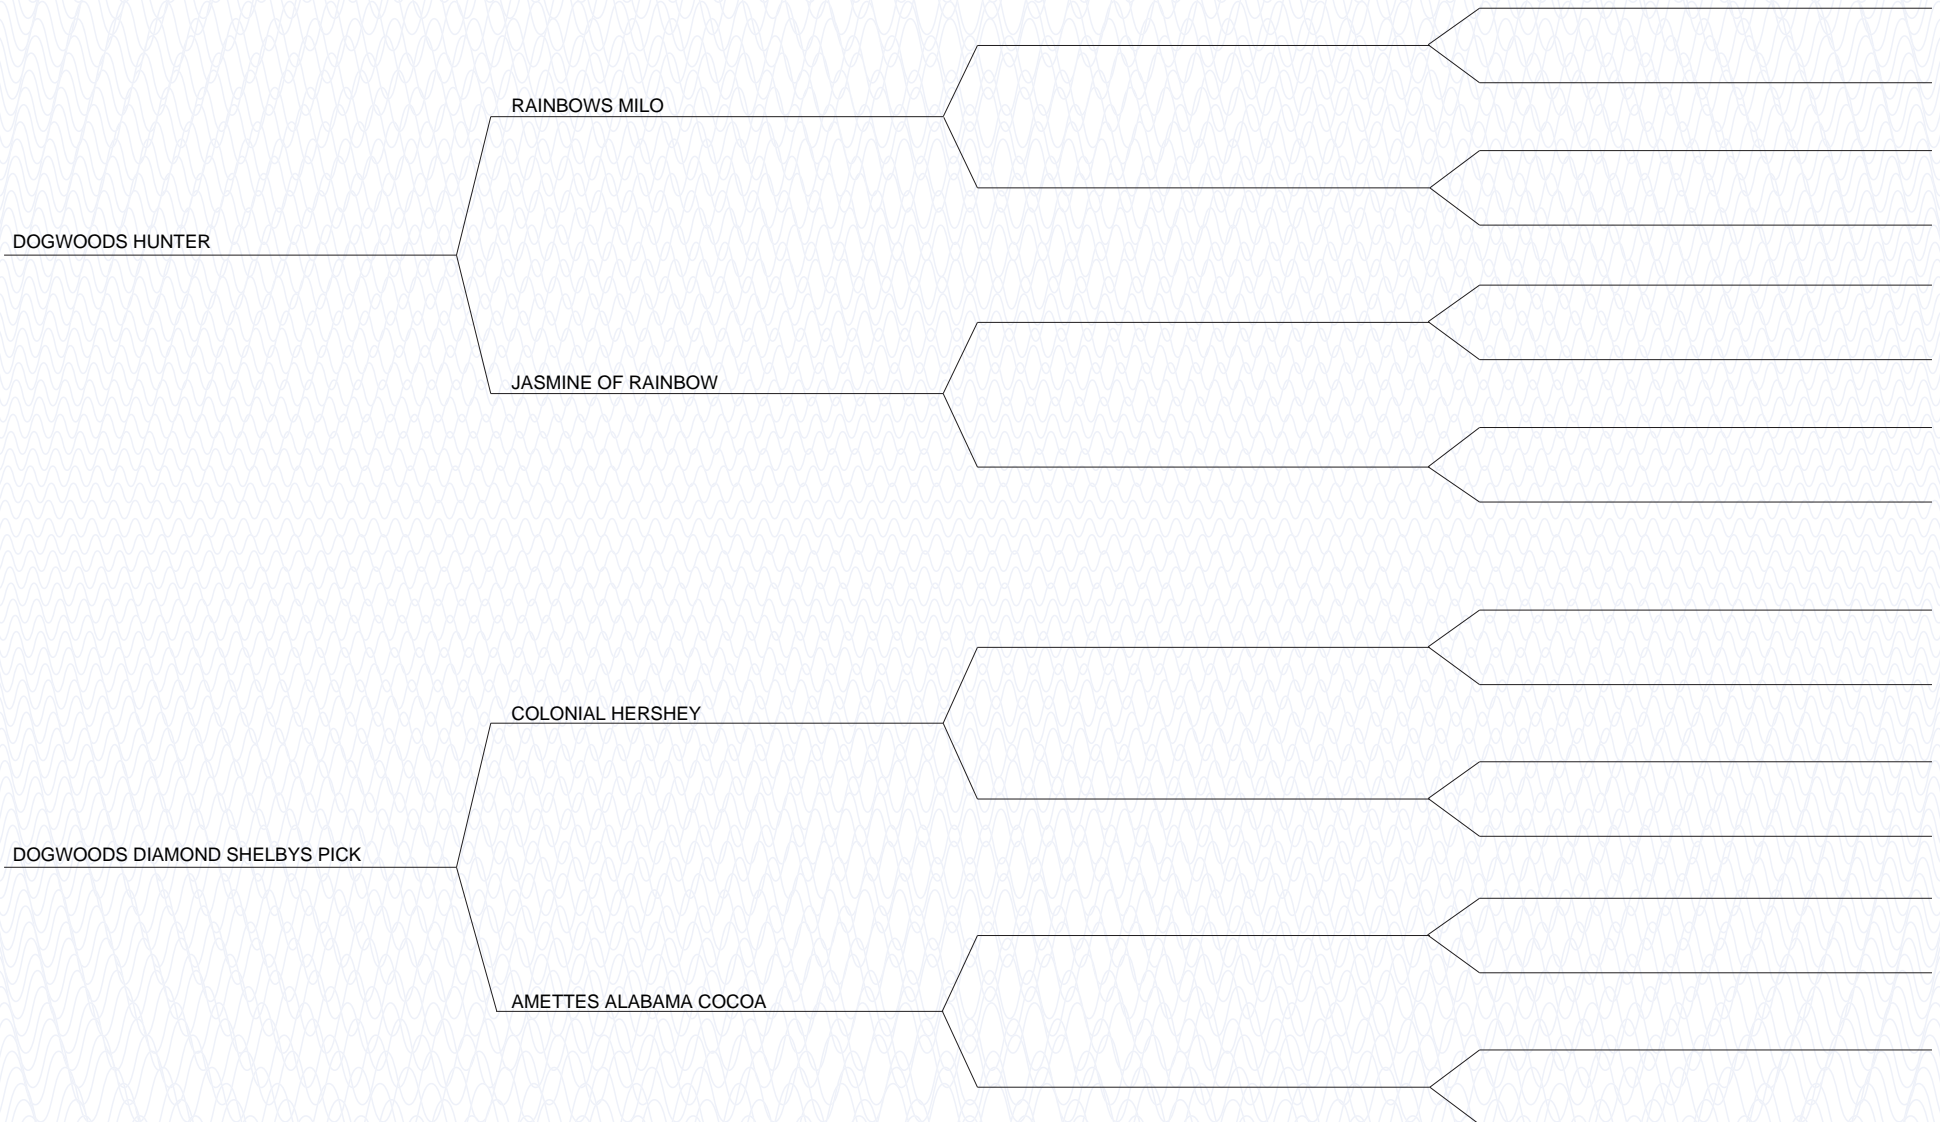 RAINBOWS MILO
DOGWOODS HUNTER
JASMINE OF RAINBOW
COLONIAL HERSHEY
DOGWOODS DIAMOND SHELBYS PICK
AMETTES ALABAMA COCOA